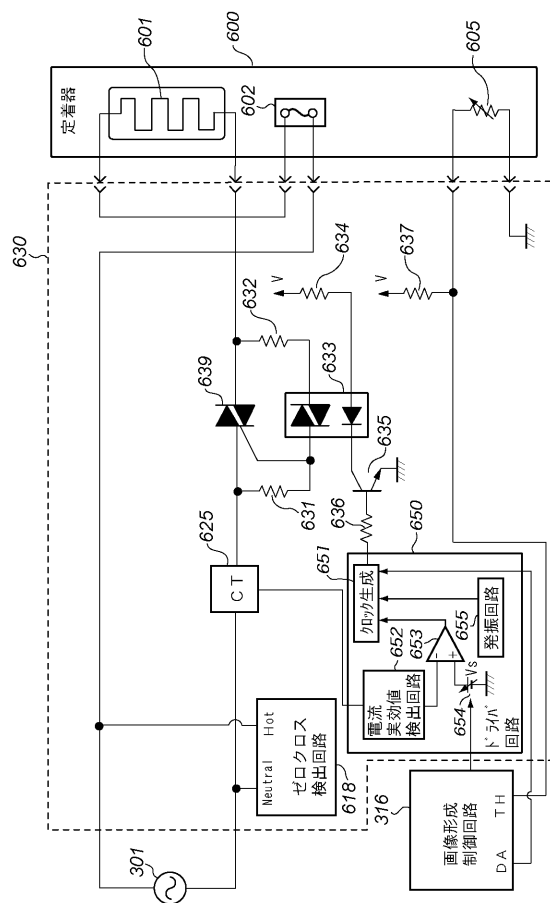 600
定着器
601
602
605
630
639
632
V
634
V
637
633
635
631
636
625
CT
650
651
クロック生成
652
電流
実効値
検出回路
653
-
+
654
Vs
655
発振回路
ドライバ
回路
Neutral Hot
ゼロクロス
検出回路
618
301
316
画像形成
制御回路
DA TH